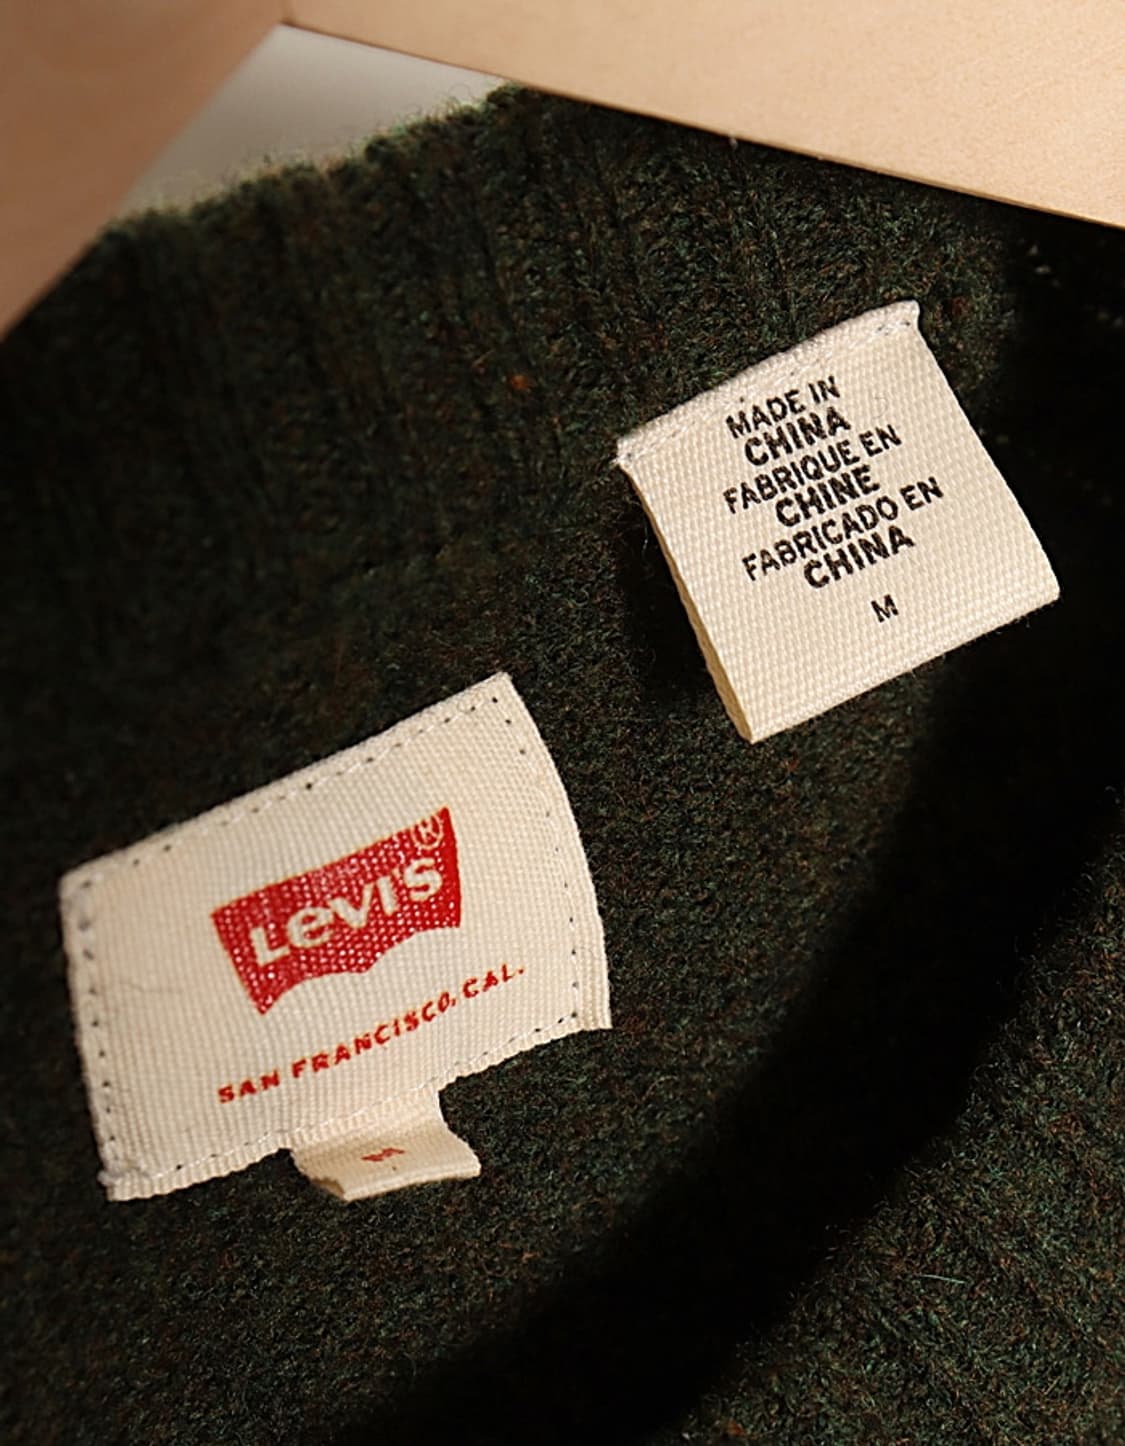 MADE IN
CHINA
FABRIQUE EN
CHINE
FABRICADO EN
CHINA
M
Levi's®
SAN FRANCISCO, CAL.
M